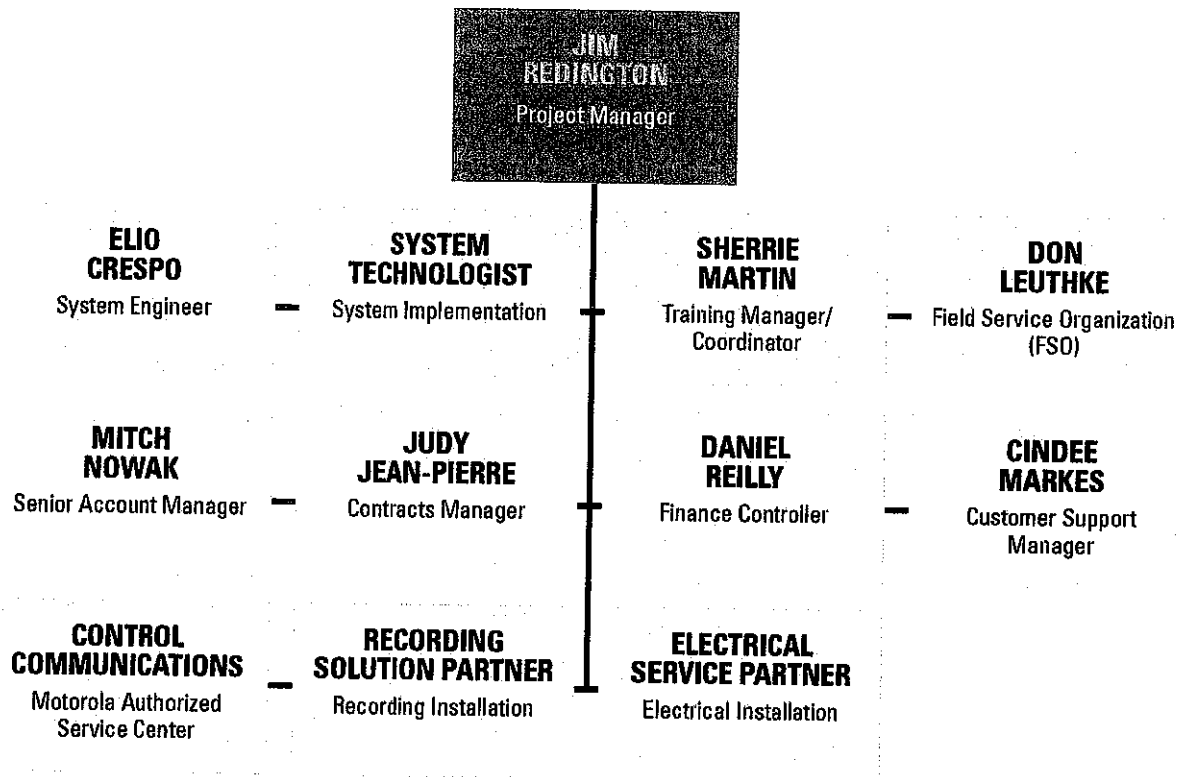 JIM
REDINGTON
Project Manager
ELIO
CRESPO
System Engineer
SYSTEM
TECHNOLOGIST
System Implementation
SHERRIE
MARTIN
Training Manager/
Coordinator
DON
LEUTHKE
Field Service Organization
(FSO)
MITCH
NOWAK
Senior Account Manager
JUDY
JEAN-PIERRE
Contracts Manager
DANIEL
REILLY
Finance Controller
CINDEE
MARKES
Customer Support
Manager
CONTROL
COMMUNICATIONS
Motorola Authorized
Service Center
RECORDING
SOLUTION PARTNER
Recording Installation
ELECTRICAL
SERVICE PARTNER
Electrical Installation